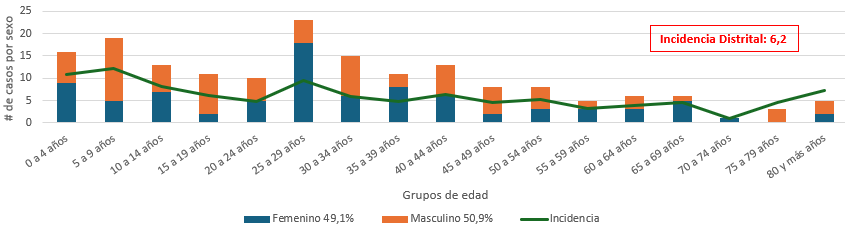 # de casos por sexo
25
20
15
10
5
0
Incidencia Distrital: 6,2
0 a 4 años
5 a 9 años
10 a 14 años
15 a 19 años
20 a 24 años
25 a 29 años
30 a 34 años
35 a 39 años
40 a 44 años
45 a 49 años
50 a 54 años
55 a 59 años
60 a 64 años
65 a 69 años
70 a 74 años
75 a 79 años
80 y más años
Grupos de edad
Femenino 49,1% Masculino 50,9% Incidencia